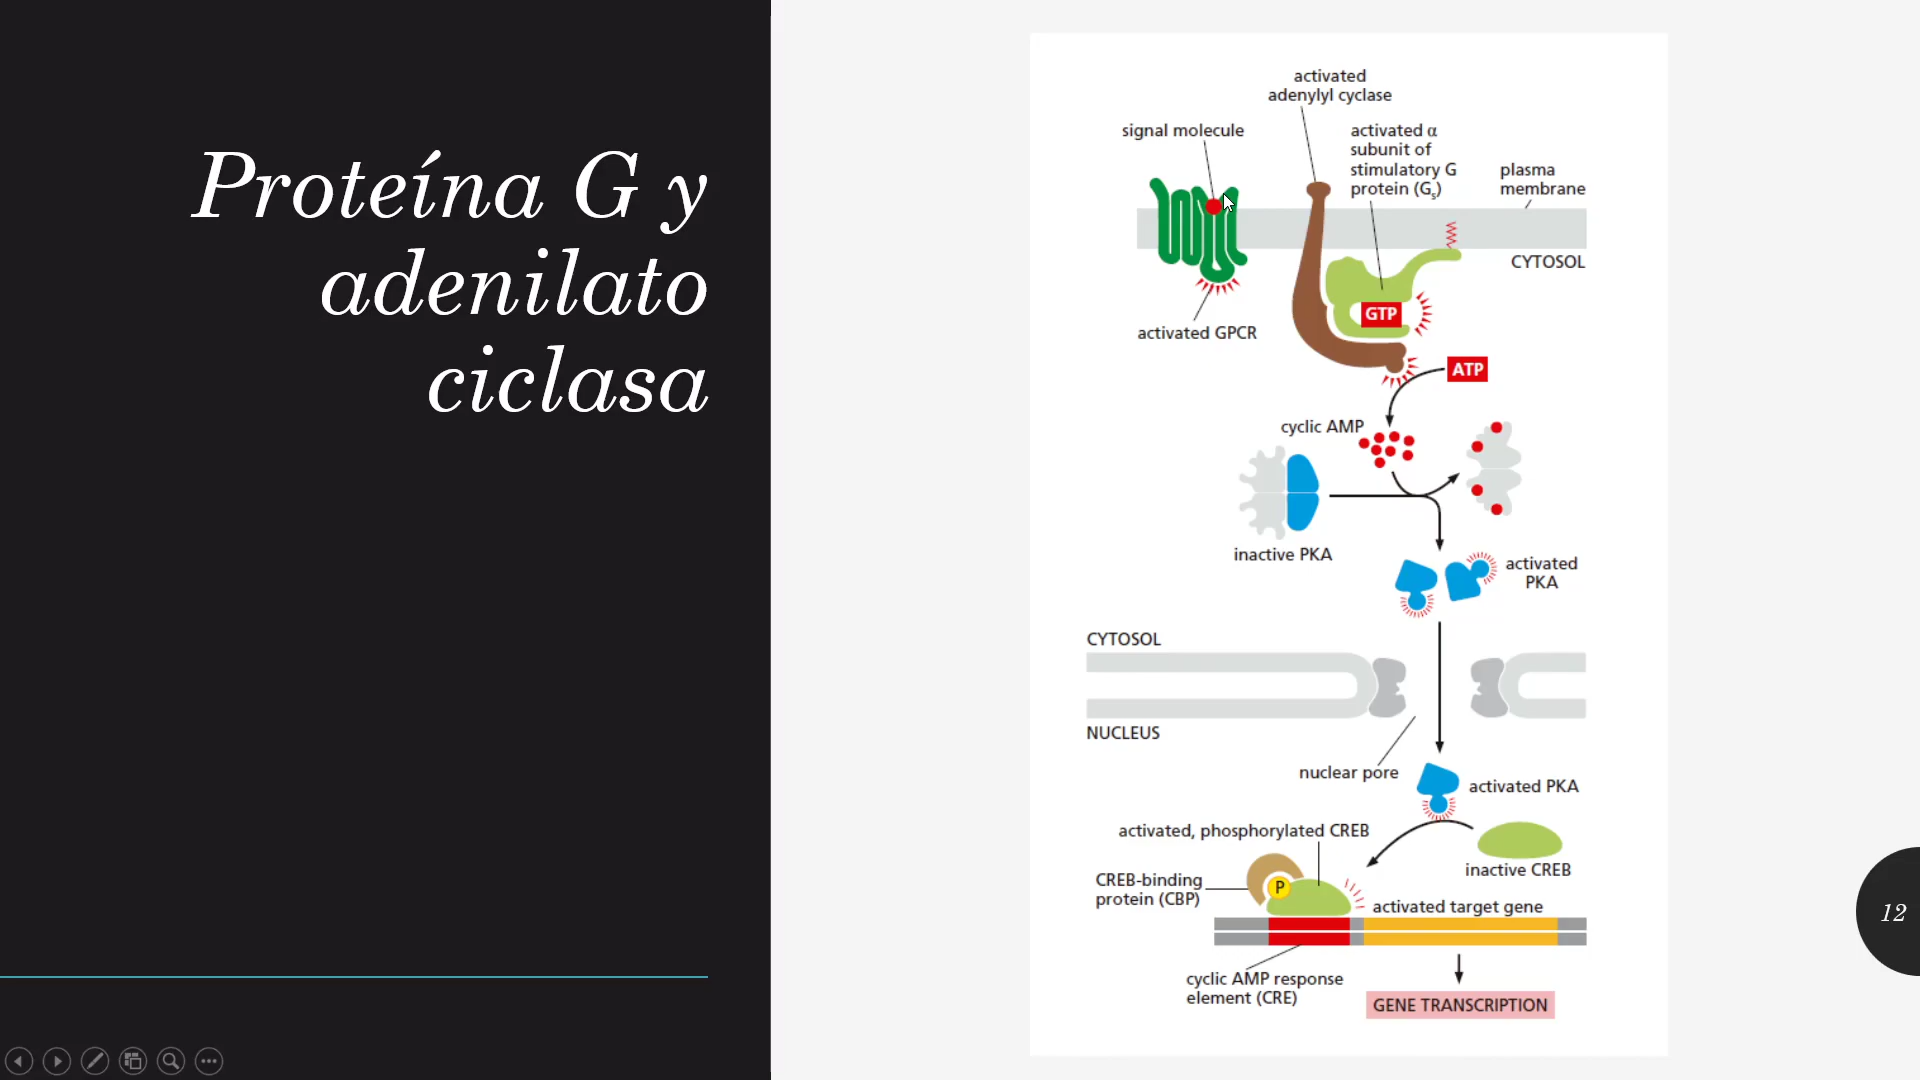 Proteína G y
adenilato
ciclasa
activated
adenylyl cyclase
signal molecule
activated α
subunit of
stimulatory G
protein (Gs)
plasma
membrane
CYTOSOL
GTP
activated GPCR
ATP
cyclic AMP
inactive PKA
activated
PKA
CYTOSOL
NUCLEUS
nuclear pore
activated PKA
activated, phosphorylated CREB
inactive CREB
CREB-binding
protein (CBP)
P
activated target gene
cyclic AMP response
element (CRE)
GENE TRANSCRIPTION
12